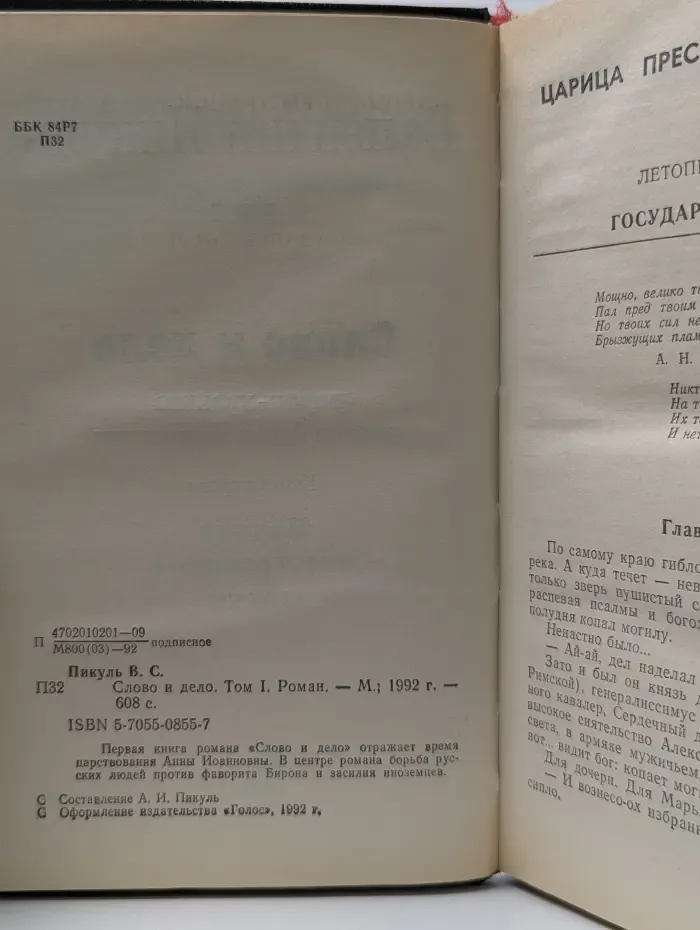 ББК 84Р7
П32
П 4702010201—09
М800(03)—92
подписное
Пикуль В. С.
П32 Слово и дело. Том I. Роман. — М.; 1992 г. —
608 с.
ISBN 5-7055-0855-7
Первая книга романа «Слово и дело» отражает время
царствования Анны Иоанновны. В центре романа борьба рус-
ских людей против фаворита Бирона и засилия иноземцев.
© Составление А. И. Пикуль
© Оформление издательства «Голос», 1992 г.
ЦАРИЦА ПРЕС
ЛЕТОП
ГОСУДАР
Мощно, велико т
Пал пред твоим
Но твоих сил не
Брызжущих плам
А. Н.
Никт
На т
Их т
И нет
Глав
По самому краю гибло
река. А куда течет — нев
только зверь пушистый с
распевая псалмы и богох
полудня копал могилу.
Ненастно было...
— Ай-ай, дел наделал
Зато и был он князь
Римской), генералиссимус
ного кавалер, Сердечный д
высокое сиятельство Алекс
света, в армяке мужичьем,
вот... видит бог: копает мог
Для дочери. Для Марь
— И вознесо-ох избранн
сапло.